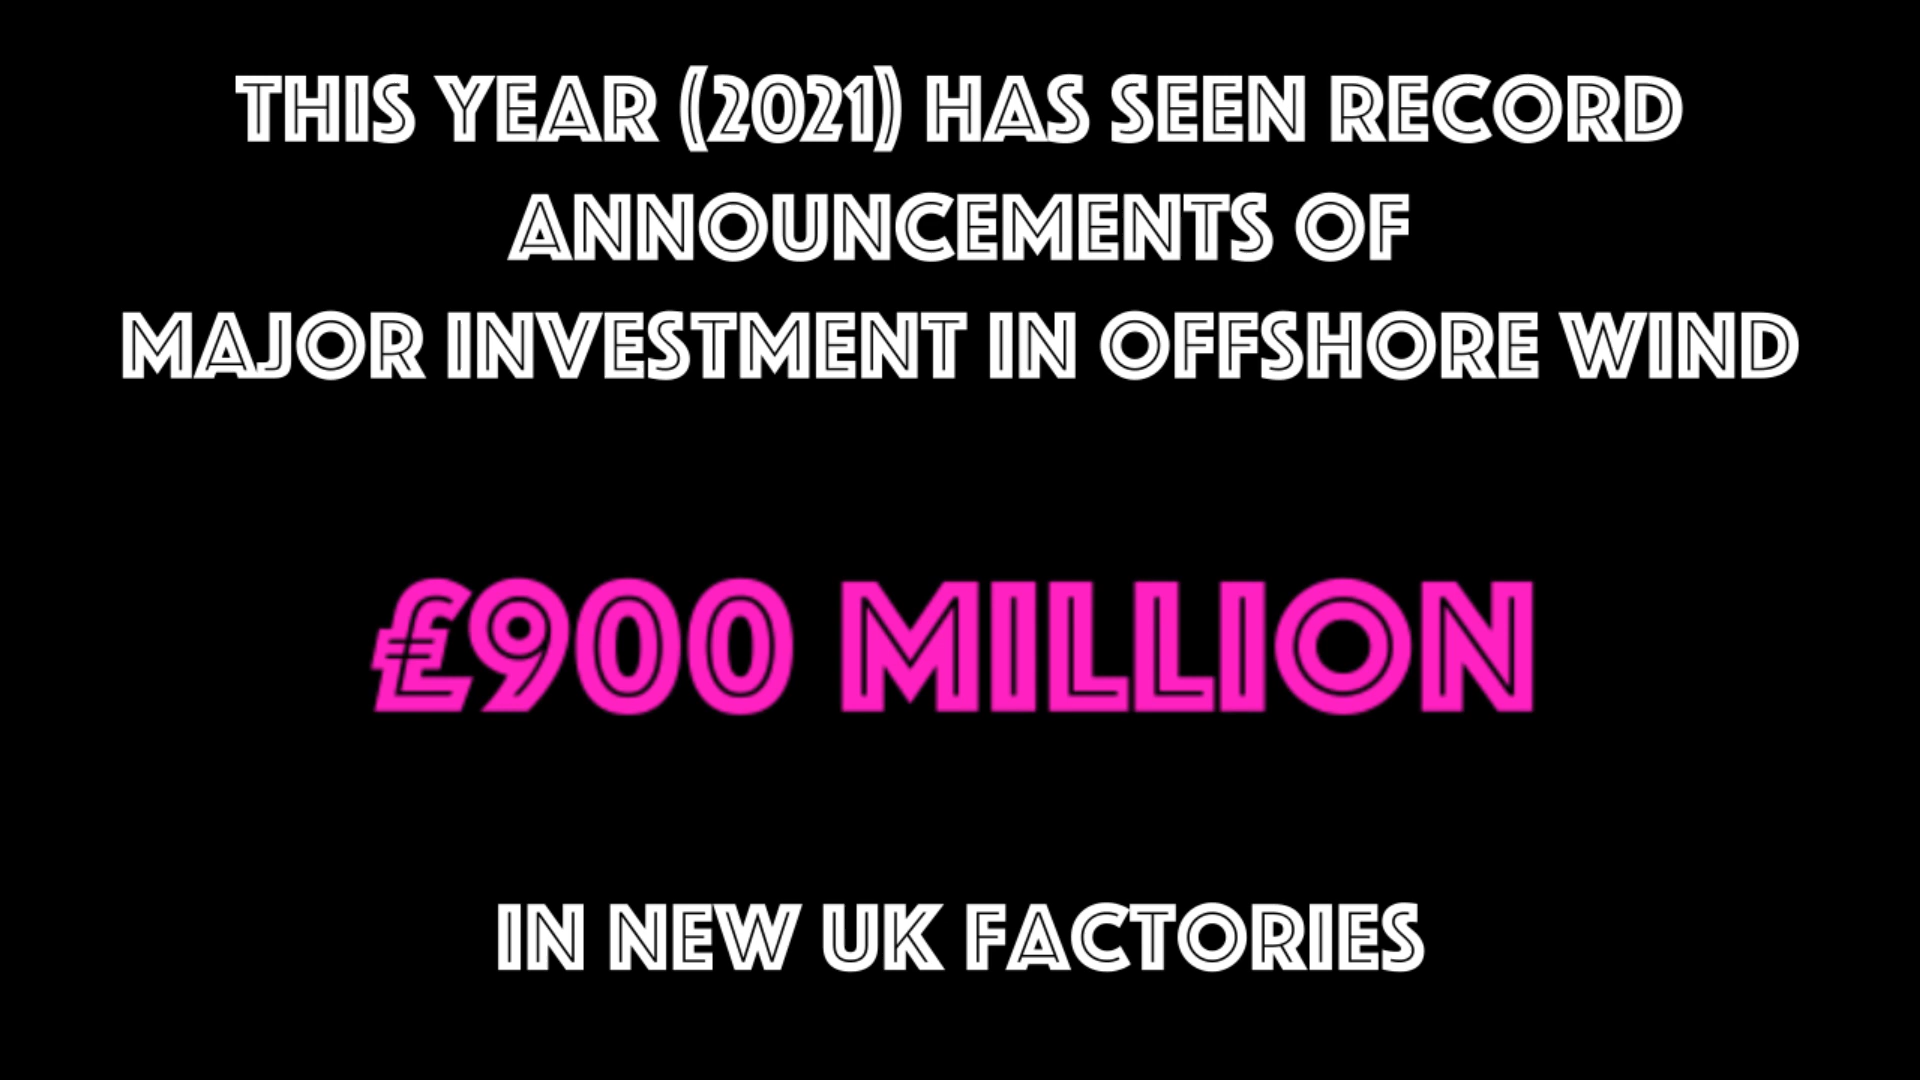 THIS YEAR (2021) HAS SEEN RECORD
ANNOUNCEMENTS OF
MAJOR INVESTMENT IN OFFSHORE WIND
£900 MILLION
IN NEW UK FACTORIES